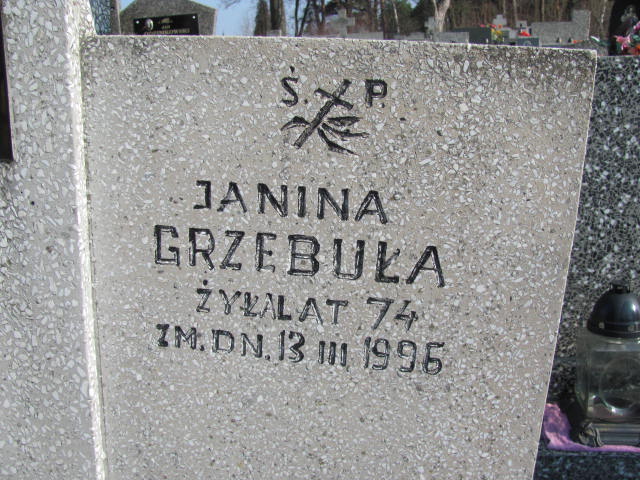 Ś. P.
JANINA
GRZEBUŁA
ŻYŁA LAT 74
ZM. DN. 13 III 1996